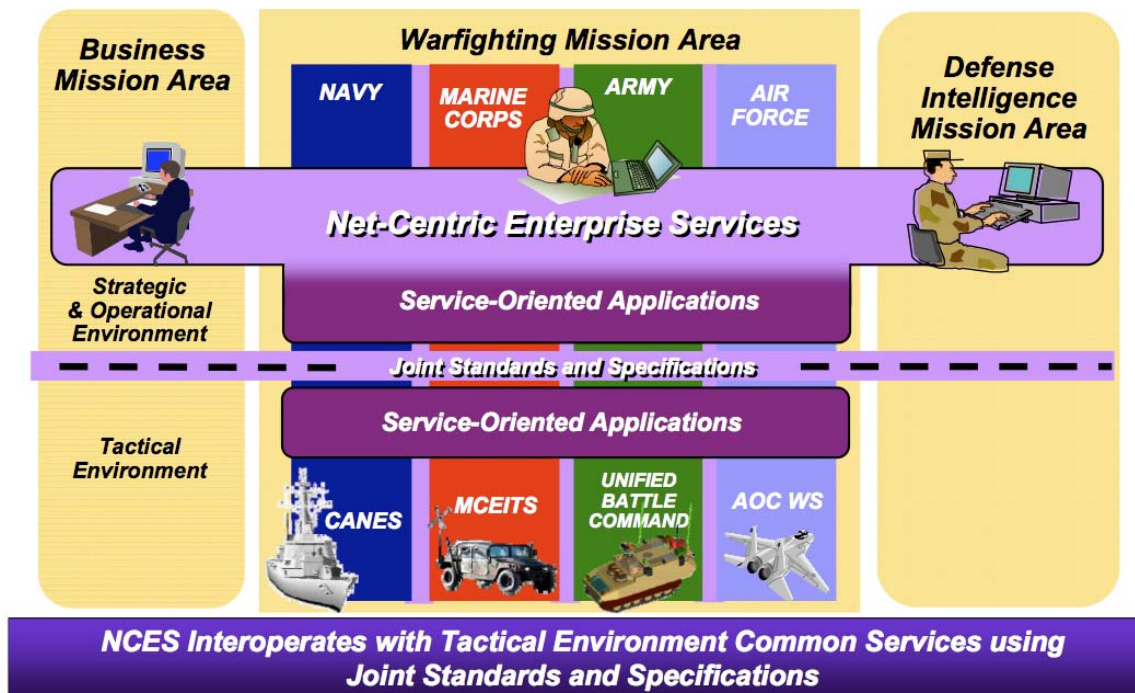 Business
Mission Area
Warfighting Mission Area
Defense
Intelligence
Mission Area
NAVY
MARINE
CORPS
ARMY
AIR
FORCE
Net-Centric Enterprise Services
Strategic
& Operational
Environment
Service-Oriented Applications
Joint Standards and Specifications
Service-Oriented Applications
Tactical
Environment
CANES
MCEITS
UNIFIED
BATTLE
COMMAND
AOC WS
NCES Interoperates with Tactical Environment Common Services using
Joint Standards and Specifications